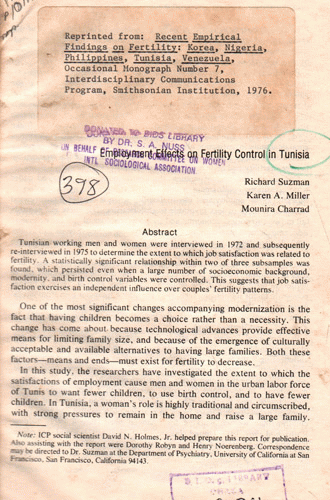 Reprinted from: Recent Empirical
Findings on Fertility: Korea, Nigeria,
Philippines, Tunisia, Venezuela,
Occasional Monograph Number 7,
Interdisciplinary Communications
Program, Smithsonian Institution, 1976.
DONATED TO BIDS LIBRARY
BY DR. S. A. NUSS
ON BEHALF OF RESEARCH COMMITTEE ON WOMEN
INTL SOCIOLOGICAL ASSOCIATION
Employment Effects on Fertility Control in Tunisia
398
Richard Suzman
Karen A. Miller
Mounira Charrad
Abstract
Tunisian working men and women were interviewed in 1972 and subsequently
re-interviewed in 1975 to determine the extent to which job satisfaction was related to
fertility. A statistically significant relationship within two of three subsamples was
found, which persisted even when a large number of socioeconomic background,
modernity, and birth control variables were controlled. This suggests that job satis-
faction exercises an independent influence over couples' fertility patterns.
One of the most significant changes accompanying modernization is the
fact that having children becomes a choice rather than a necessity. This
change has come about because technological advances provide effective
means for limiting family size, and because of the emergence of culturally
acceptable and available alternatives to having large families. Both these
factors—means and ends—must exist for fertility to decrease.
In this study, the researchers have investigated the extent to which the
satisfactions of employment cause men and women in the urban labor force
of Tunis to want fewer children, to use birth control, and to have fewer
children. In Tunisia, a woman's role is highly traditional and circumscribed,
with strong pressures to remain in the home and raise a large family.
Note: ICP social scientist David N. Holmes, Jr. helped prepare this report for publication.
Also assisting with the report were Dorothy Robyn and Henry Noerenberg. Correspondence
may be directed to Dr. Suzman at the Department of Psychiatry, University of California at San
Francisco, San Francisco, California 94143.
LIBRARY